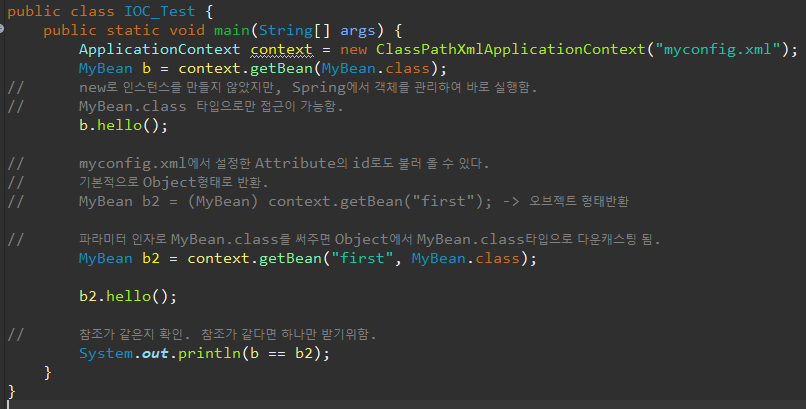 public class IOC_Test {
    public static void main(String[] args) {
        ApplicationContext context = new ClassPathXmlApplicationContext("myconfig.xml");
        MyBean b = context.getBean(MyBean.class);
//      new로 인스턴스를 만들지 않았지만, Spring에서 객체를 관리하여 바로 실행함.
//      MyBean.class 타입으로만 접근이 가능함.
        b.hello();
//      myconfig.xml에서 설정한 Attribute의 id로도 불러 올 수 있다.
//      기본적으로 Object형태로 반환.
//      MyBean b2 = (MyBean) context.getBean("first"); -> 오브젝트 형태반환
//      파라미터 인자로 MyBean.class를 써주면 Object에서 MyBean.class타입으로 다운캐스팅 됨.
        MyBean b2 = context.getBean("first", MyBean.class);
        b2.hello();
//      참조가 같은지 확인. 참조가 같다면 하나만 받기위함.
        System.out.println(b == b2);
    }
}